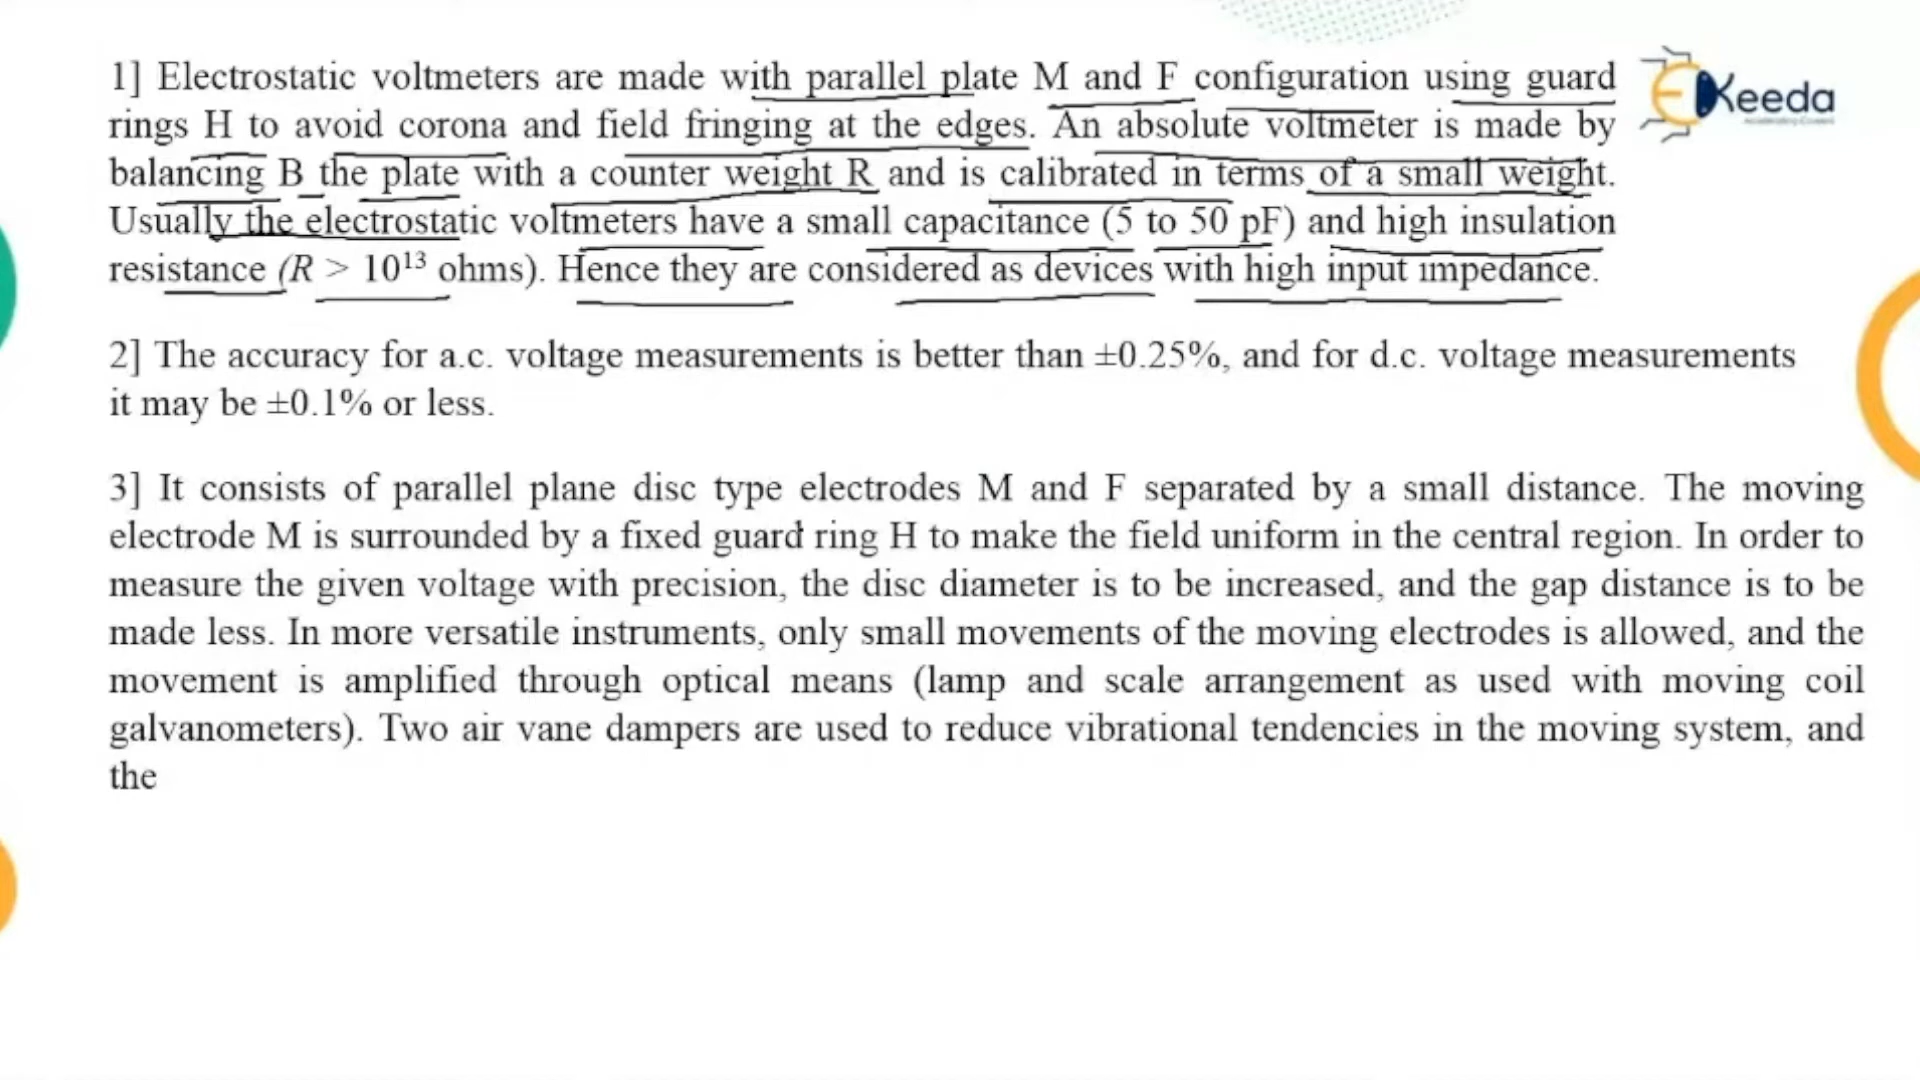 1] Electrostatic voltmeters are made with parallel plate M and F configuration using guard
rings H to avoid corona and field fringing at the edges. An absolute voltmeter is made by
balancing B the plate with a counter weight R and is calibrated in terms of a small weight.
Usually the electrostatic voltmeters have a small capacitance (5 to 50 pF) and high insulation
resistance (R > 10¹³ ohms). Hence they are considered as devices with high input impedance.
EKeeda
2] The accuracy for a.c. voltage measurements is better than ±0.25%, and for d.c. voltage measurements
it may be ±0.1% or less.
3] It consists of parallel plane disc type electrodes M and F separated by a small distance. The moving
electrode M is surrounded by a fixed guard ring H to make the field uniform in the central region. In order to
measure the given voltage with precision, the disc diameter is to be increased, and the gap distance is to be
made less. In more versatile instruments, only small movements of the moving electrodes is allowed, and the
movement is amplified through optical means (lamp and scale arrangement as used with moving coil
galvanometers). Two air vane dampers are used to reduce vibrational tendencies in the moving system, and
the